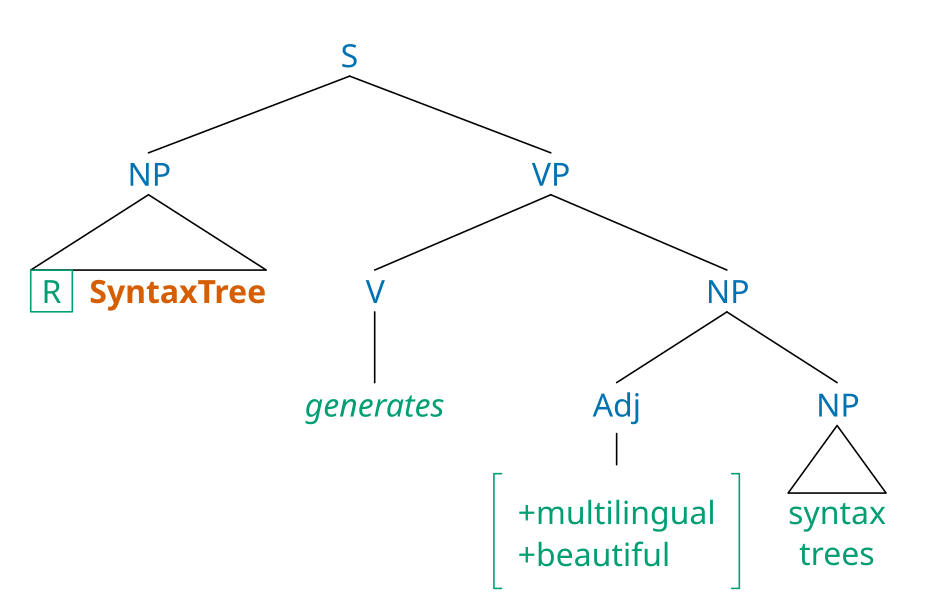 S
NP VP
R SyntaxTree V NP
generates Adj NP
+multilingual syntax
+beautiful trees